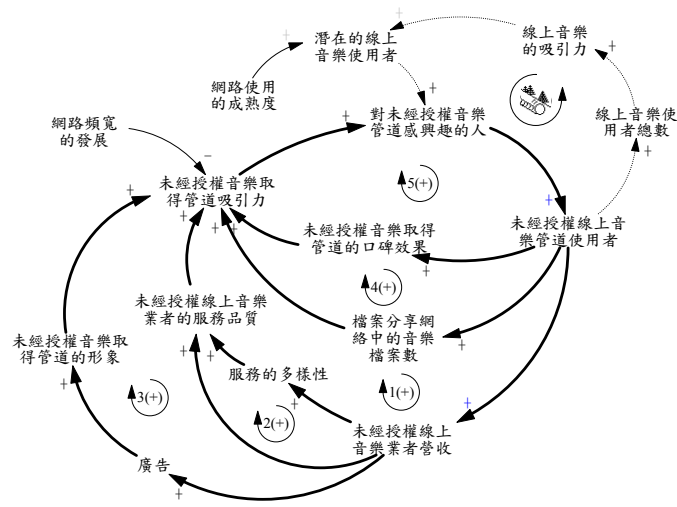 潛在的線上
音樂使用者
線上音樂
的吸引力
網路使用
的成熟度
對未經授權音樂
管道感興趣的人
線上音樂使
用者總數
網路頻寬
的發展
未經授權音樂取
得管道吸引力
5(+)
未經授權音樂取得
管道的口碑效果
未經授權線上音
樂管道使用者
4(+)
未經授權線上音樂
業者的服務品質
檔案分享網
絡中的音樂
檔案數
未經授權音樂取
得管道的形象
服務的多樣性
3(+)
2(+)
1(+)
未經授權線上
音樂業者營收
廣告